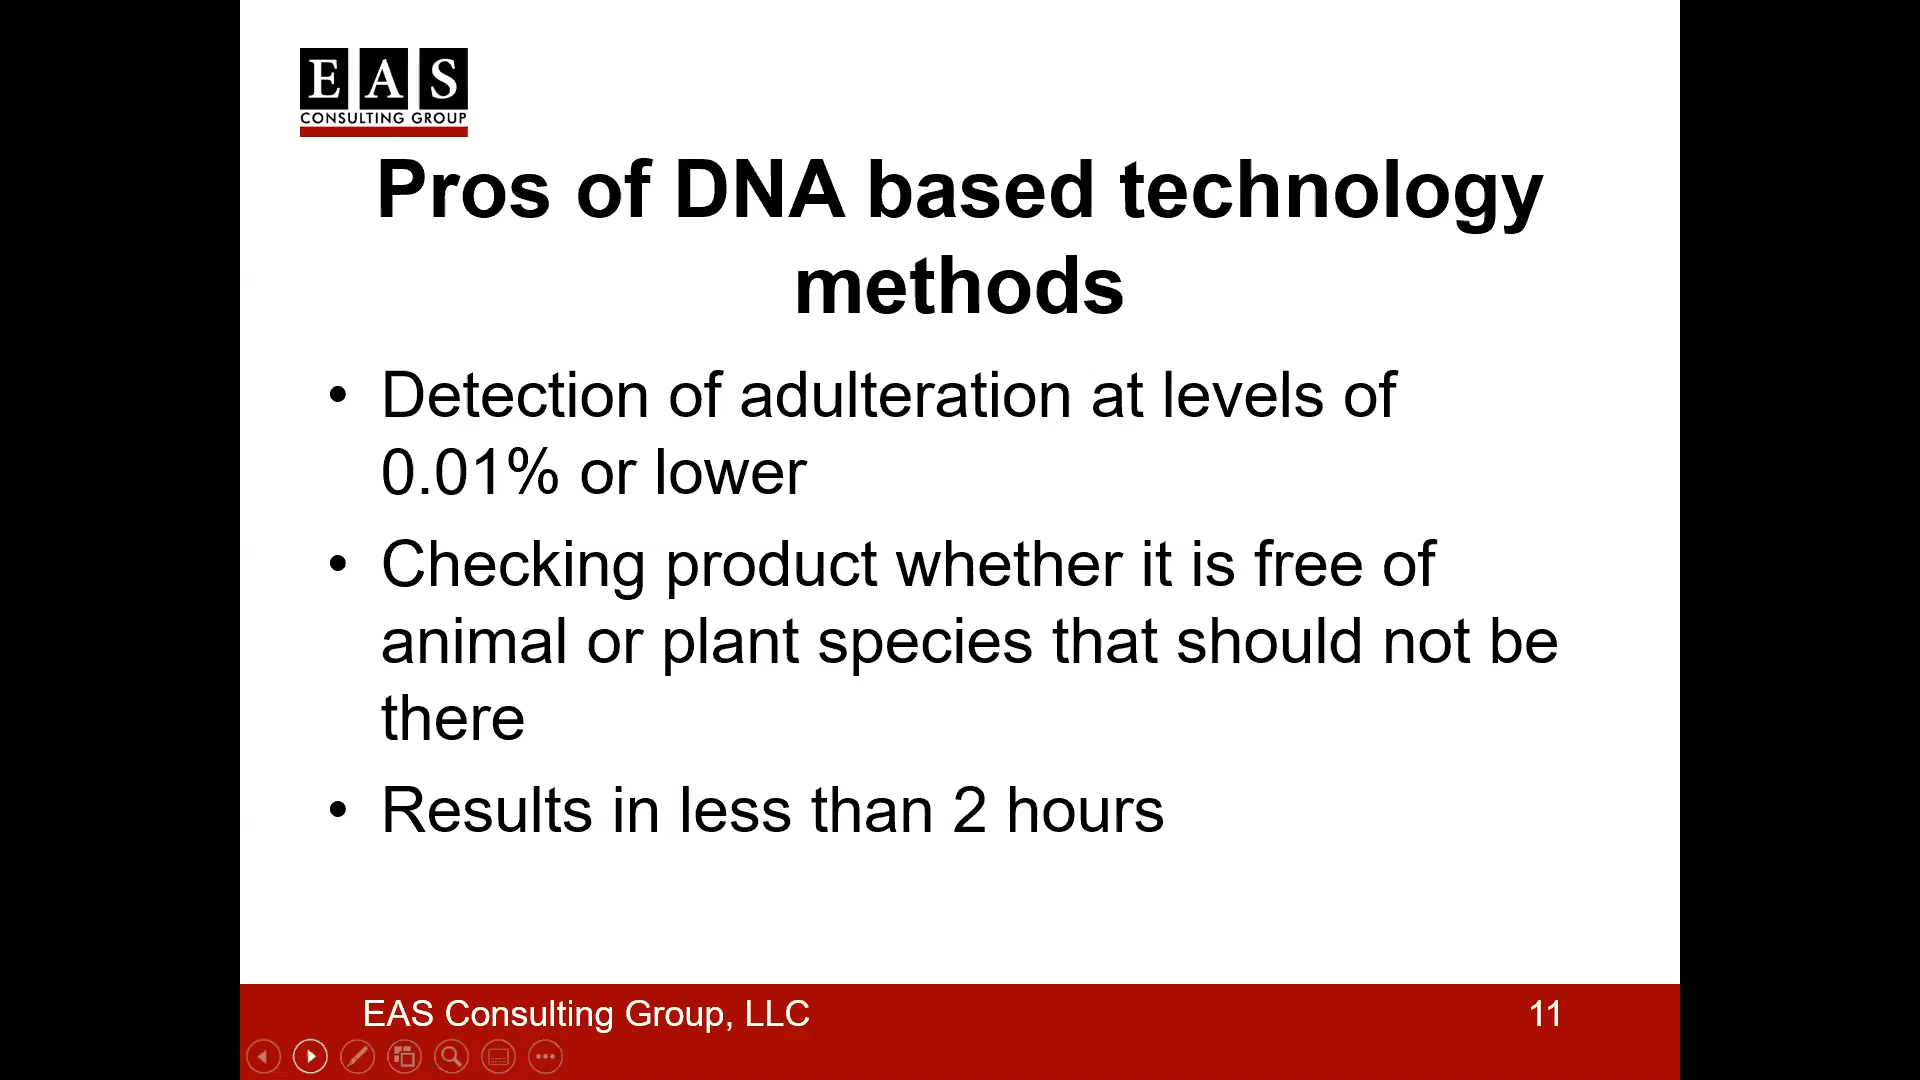 EAS
CONSULTING GROUP
Pros of DNA based technology
methods
• Detection of adulteration at levels of
0.01% or lower
• Checking product whether it is free of
animal or plant species that should not be
there
• Results in less than 2 hours
EAS Consulting Group, LLC
11